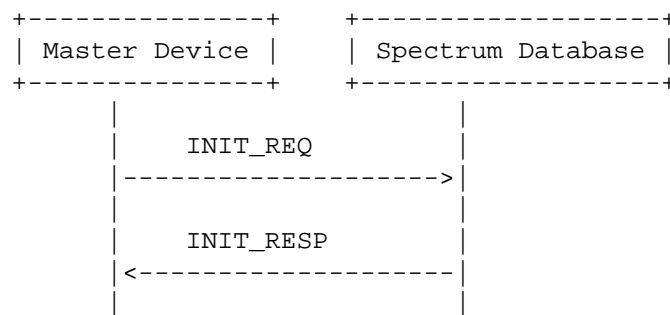 Master Device
Spectrum Database
INIT_REQ
INIT_RESP